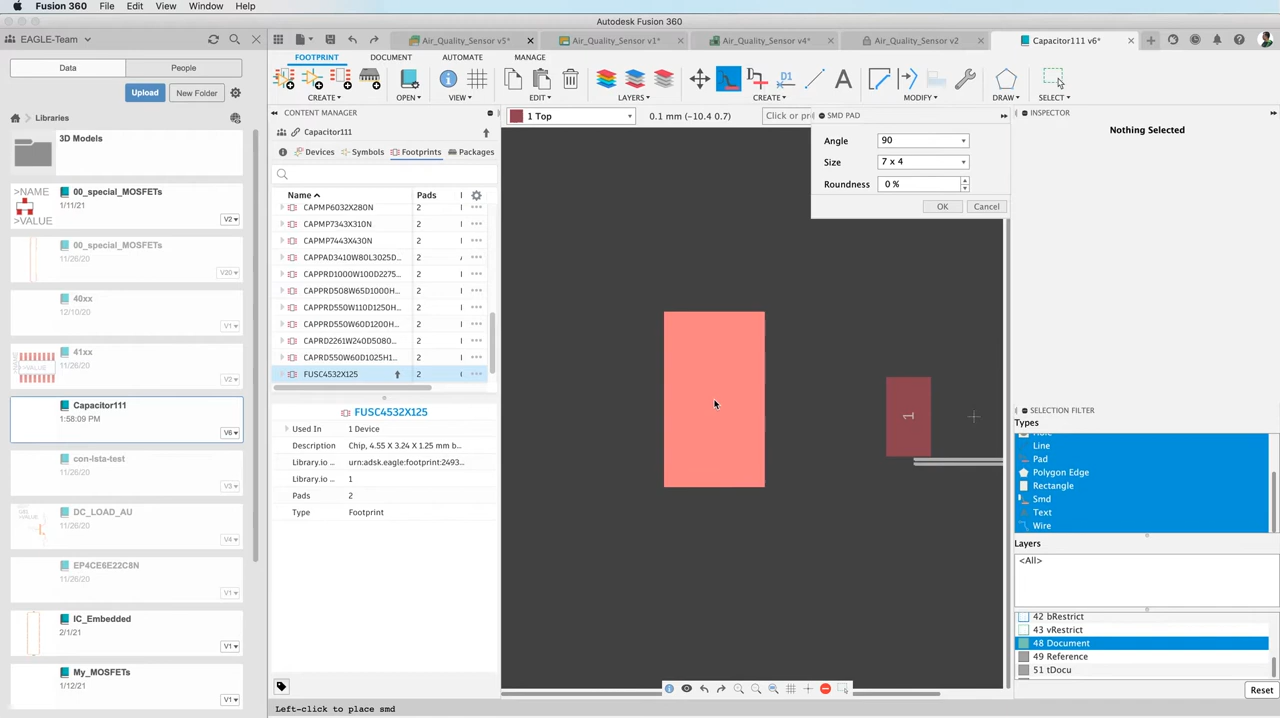 Fusion 360 File Edit View Window Help
Autodesk Fusion 360
EAGLE-Team
Air_Quality_Sensor v5*
Air_Quality_Sensor v1*
Air_Quality_Sensor v4*
Air_Quality_Sensor v2
Capacitor111 v6*
Data People
Upload New Folder
Libraries
3D Models
>NAME
>VALUE
00_special_MOSFETs
1/11/21
V2
00_special_MOSFETs
11/26/20
V20
40xx
12/10/20
V1
41xx
11/26/20
V2
Capacitor111
1:58:09 PM
V6
con-lsta-test
11/26/20
V3
DC_LOAD_AU
11/26/20
V4
EP4CE6E22C8N
11/26/20
V1
IC_Embedded
2/1/21
V1
My_MOSFETs
1/12/21
V1
FOOTPRINT DOCUMENT AUTOMATE MANAGE
CREATE OPEN VIEW EDIT LAYERS CREATE MODIFY DRAW SELECT
CONTENT MANAGER
Capacitor111
Devices Symbols Footprints Packages
Name Pads
CAPMP6032X280N 2
CAPMP7343X310N 2
CAPMP7443X430N 2
CAPPAD3410W80L3025D... 2
CAPPRD1000W100D2275... 2
CAPPRD508W65D1000H... 2
CAPPRD550W110D1250H... 2
CAPPRD550W60D1200H... 2
CAPRD2261W240D5080... 2
CAPRD550W60D1025H1... 2
FUSC4532X125 2
FUSC4532X125
Used In 1 Device
Description Chip, 4.55 X 3.24 X 1.25 mm b...
Library.io ... urn:adsk.eagle:footprint:2493...
Library.io ... 1
Pads 2
Type Footprint
1 Top
0.1 mm (-10.4 0.7)
Click or pr
SMD PAD
Angle 90
Size 7 x 4
Roundness 0 %
OK Cancel
1
INSPECTOR
Nothing Selected
SELECTION FILTER
Types
Line
Pad
Polygon Edge
Rectangle
Smd
Text
Wire
Layers
<All>
42 bRestrict
43 vRestrict
48 Document
49 Reference
51 tDocu
Reset
Left-click to place smd